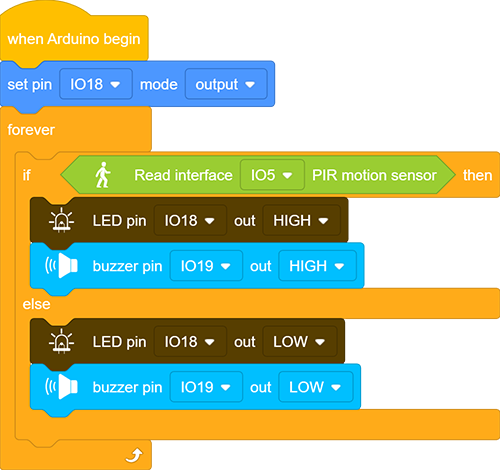 when Arduino begin
set pin IO18 mode output
forever
if Read interface IO5 PIR motion sensor then
LED pin IO18 out HIGH
buzzer pin IO19 out HIGH
else
LED pin IO18 out LOW
buzzer pin IO19 out LOW